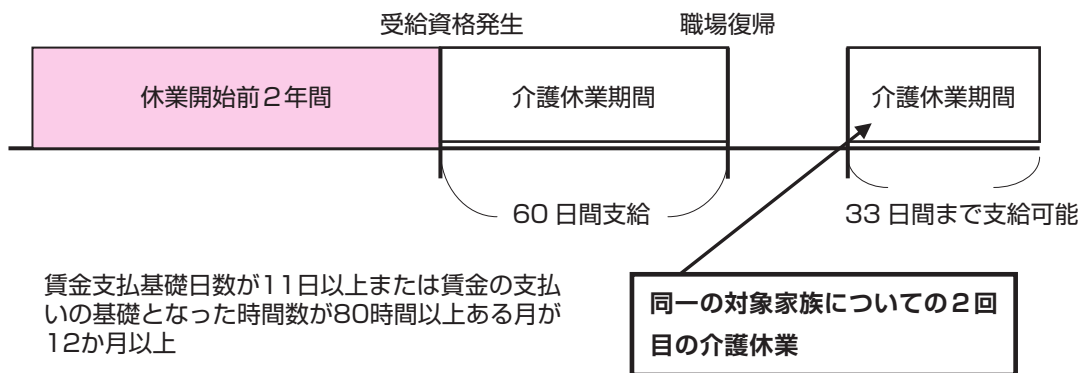 受給資格発生
職場復帰
休業開始前2年間
介護休業期間
介護休業期間
60日間支給
33日間まで支給可能
賃金支払基礎日数が11日以上または賃金の支払
いの基礎となった時間数が80時間以上ある月が
12か月以上
同一の対象家族についての2回
目の介護休業